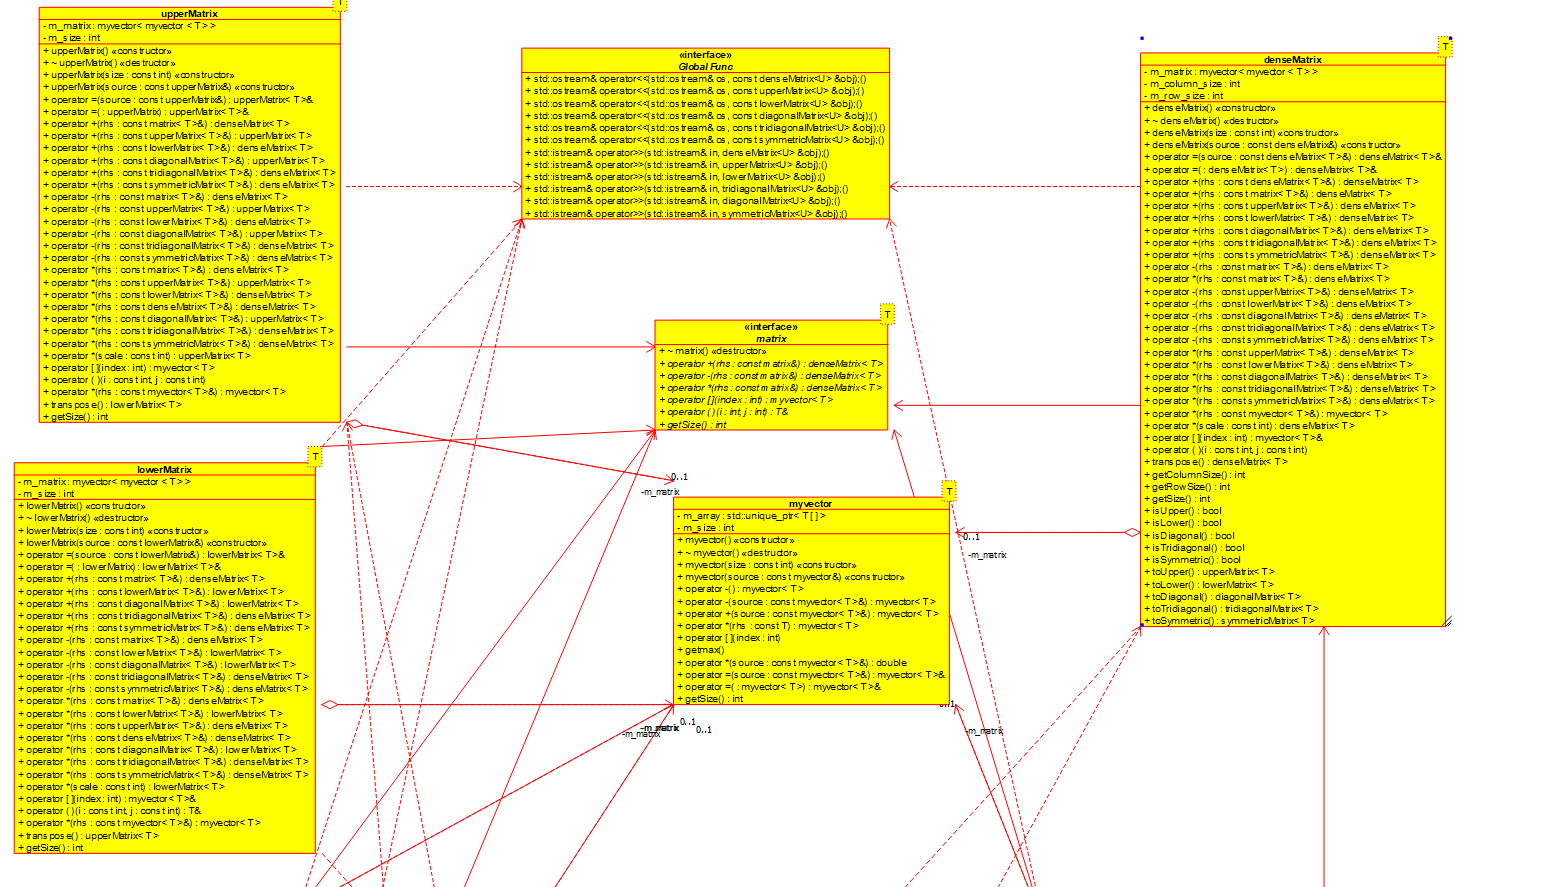 T
upperMatrix
- m_matrix : myvector< myvector < T > >
- m_size : int
+ upperMatrix() «constructor»
+ ~ upperMatrix() «destructor»
+ upperMatrix(size : const int) «constructor»
+ upperMatrix(source : const upperMatrix&) «constructor»
+ operator =(source : const upperMatrix&) : upperMatrix< T >&
+ operator =( : upperMatrix) : upperMatrix< T >&
+ operator +(rhs : const matrix< T >&) : denseMatrix< T >
+ operator +(rhs : const upperMatrix< T >&) : upperMatrix< T >
+ operator +(rhs : const lowerMatrix< T >&) : denseMatrix< T >
+ operator +(rhs : const diagonalMatrix< T >&) : upperMatrix< T >
+ operator +(rhs : const tridiagonalMatrix< T >&) : denseMatrix< T >
+ operator +(rhs : const symmetricMatrix< T >&) : denseMatrix< T >
+ operator -(rhs : const matrix< T >&) : denseMatrix< T >
+ operator -(rhs : const upperMatrix< T >&) : upperMatrix< T >
+ operator -(rhs : const lowerMatrix< T >&) : denseMatrix< T >
+ operator -(rhs : const diagonalMatrix< T >&) : upperMatrix< T >
+ operator -(rhs : const tridiagonalMatrix< T >&) : denseMatrix< T >
+ operator -(rhs : const symmetricMatrix< T >&) : denseMatrix< T >
+ operator *(rhs : const matrix< T >&) : denseMatrix< T >
+ operator *(rhs : const upperMatrix< T >&) : upperMatrix< T >
+ operator *(rhs : const lowerMatrix< T >&) : denseMatrix< T >
+ operator *(rhs : const denseMatrix< T >&) : denseMatrix< T >
+ operator *(rhs : const diagonalMatrix< T >&) : upperMatrix< T >
+ operator *(rhs : const tridiagonalMatrix< T >&) : denseMatrix< T >
+ operator *(rhs : const symmetricMatrix< T >&) : denseMatrix< T >
+ operator *(scale : const int) : upperMatrix< T >
+ operator [ ](index : int) : myvector< T >
+ operator ( )(i : const int, j : const int)
+ operator *(rhs : const myvector< T >&) : myvector< T >
+ transpose() : lowerMatrix< T >
+ getSize() : int
T
lowerMatrix
- m_matrix : myvector< myvector< T > >
- m_size : int
+ lowerMatrix() «constructor»
+ ~ lowerMatrix() «destructor»
+ lowerMatrix(size : const int) «constructor»
+ lowerMatrix(source : const lowerMatrix&) «constructor»
+ operator =(source : const lowerMatrix&) : lowerMatrix< T >&
+ operator =( : lowerMatrix) : lowerMatrix< T >&
+ operator +(rhs : const matrix< T >&) : denseMatrix< T >
+ operator +(rhs : const lowerMatrix< T >&) : lowerMatrix< T >
+ operator +(rhs : const diagonalMatrix< T >&) : lowerMatrix< T >
+ operator +(rhs : const tridiagonalMatrix< T >&) : denseMatrix< T >
+ operator +(rhs : const symmetricMatrix< T >&) : denseMatrix< T >
+ operator -(rhs : const matrix< T >&) : denseMatrix< T >
+ operator -(rhs : const lowerMatrix< T >&) : lowerMatrix< T >
+ operator -(rhs : const diagonalMatrix< T >&) : lowerMatrix< T >
+ operator -(rhs : const tridiagonalMatrix< T >&) : denseMatrix< T >
+ operator -(rhs : const symmetricMatrix< T >&) : denseMatrix< T >
+ operator *(rhs : const matrix< T >&) : denseMatrix< T >
+ operator *(rhs : const lowerMatrix< T >&) : lowerMatrix< T >
+ operator *(rhs : const upperMatrix< T >&) : denseMatrix< T >
+ operator *(rhs : const denseMatrix< T >&) : denseMatrix< T >
+ operator *(rhs : const diagonalMatrix< T >&) : lowerMatrix< T >
+ operator *(rhs : const tridiagonalMatrix< T >&) : denseMatrix< T >
+ operator *(rhs : const symmetricMatrix< T >&) : denseMatrix< T >
+ operator *(scale : const int) : lowerMatrix< T >
+ operator [ ](index : int) : myvector< T >&
+ operator ( )(i : const int, j : const int) : T&
+ operator *(rhs : const myvector< T >&) : myvector< T >
+ transpose() : upperMatrix< T >
+ getSize() : int
«interface»
Global Func
+ std::ostream& operator<<(std::ostream& os , const denseMatrix<U> &obj);()
+ std::ostream& operator<<(std::ostream& os , const upperMatrix<U> &obj);()
+ std::ostream& operator<<(std::ostream& os , const lowerMatrix<U> &obj);()
+ std::ostream& operator<<(std::ostream& os , const diagonalMatrix<U> &obj);()
+ std::ostream& operator<<(std::ostream& os , const tridiagonalMatrix<U> &obj);()
+ std::ostream& operator<<(std::ostream& os , const symmetricMatrix<U> &obj);()
+ std::istream& operator>>(std::istream& in, denseMatrix<U> &obj);()
+ std::istream& operator>>(std::istream& in, upperMatrix<U> &obj);()
+ std::istream& operator>>(std::istream& in, lowerMatrix<U> &obj);()
+ std::istream& operator>>(std::istream& in, tridiagonalMatrix<U> &obj);()
+ std::istream& operator>>(std::istream& in, diagonalMatrix<U> &obj);()
+ std::istream& operator>>(std::istream& in, symmetricMatrix<U> &obj);()
T
«interface»
matrix
+ ~ matrix() «destructor»
+ operator +(rhs : const matrix&) : denseMatrix< T >
+ operator -(rhs : const matrix&) : denseMatrix< T >
+ operator *(rhs : const matrix&) : denseMatrix< T >
+ operator [](index : int) : myvector< T >
+ operator ( )(i : int, j : int) : T&
+ getSize() : int
0..1
-m_matrix
T
myvector
- m_array : std::unique_ptr< T [ ] >
- m_size : int
+ myvector() «constructor»
+ ~ myvector() «destructor»
+ myvector(size : const int) «constructor»
+ myvector(source : const myvector&) «constructor»
+ operator -() : myvector< T >
+ operator -(source : const myvector< T >&) : myvector< T >
+ operator +(source : const myvector< T >&) : myvector< T >
+ operator *(rhs : const T) : myvector< T >
+ operator [ ](index : int)
+ getmax()
+ operator *(source : const myvector< T >&) : double
+ operator =(source : const myvector< T >&) : myvector< T >&
+ operator =( : myvector< T >) : myvector< T >&
+ getSize() : int
0..1
-m_matrix
0..1
-m_matrix
0..1
-m_matrix
0..1
-m_matrix
T
denseMatrix
- m_matrix : myvector< myvector< T > >
- m_column_size : int
- m_row_size : int
+ denseMatrix() «constructor»
+ ~ denseMatrix() «destructor»
+ denseMatrix(size : const int) «constructor»
+ denseMatrix(source : const denseMatrix&) «constructor»
+ operator =(source : const denseMatrix< T >&) : denseMatrix< T >&
+ operator =( : denseMatrix< T >) : denseMatrix< T >&
+ operator +(rhs : const denseMatrix< T >&) : denseMatrix< T >
+ operator +(rhs : const matrix< T >&) : denseMatrix< T >
+ operator +(rhs : const upperMatrix< T >&) : denseMatrix< T >
+ operator +(rhs : const lowerMatrix< T >&) : denseMatrix< T >
+ operator +(rhs : const diagonalMatrix< T >&) : denseMatrix< T >
+ operator +(rhs : const tridiagonalMatrix< T >&) : denseMatrix< T >
+ operator +(rhs : const symmetricMatrix< T >&) : denseMatrix< T >
+ operator -(rhs : const matrix< T >&) : denseMatrix< T >
+ operator *(rhs : const matrix< T >&) : denseMatrix< T >
+ operator -(rhs : const upperMatrix< T >&) : denseMatrix< T >
+ operator -(rhs : const lowerMatrix< T >&) : denseMatrix< T >
+ operator -(rhs : const diagonalMatrix< T >&) : denseMatrix< T >
+ operator -(rhs : const tridiagonalMatrix< T >&) : denseMatrix< T >
+ operator -(rhs : const symmetricMatrix< T >&) : denseMatrix< T >
+ operator *(rhs : const upperMatrix< T >&) : denseMatrix< T >
+ operator *(rhs : const lowerMatrix< T >&) : denseMatrix< T >
+ operator *(rhs : const diagonalMatrix< T >&) : denseMatrix< T >
+ operator *(rhs : const tridiagonalMatrix< T >&) : denseMatrix< T >
+ operator *(rhs : const symmetricMatrix< T >&) : denseMatrix< T >
+ operator *(rhs : const myvector< T >&) : myvector< T >
+ operator *(scale : const int) : denseMatrix< T >
+ operator [ ](index : int) : myvector< T >&
+ operator ( )(i : const int, j : const int)
+ transpose() : denseMatrix< T >
+ getColumnSize() : int
+ getRowSize() : int
+ getSize() : int
+ isUpper() : bool
+ isLower() : bool
+ isDiagonal() : bool
+ isTridiagonal() : bool
+ isSymmetric() : bool
+ toUpper() : upperMatrix< T >
+ toLower() : lowerMatrix< T >
+ toDiagonal() : diagonalMatrix< T >
+ toTridiagonal() : tridiagonalMatrix< T >
+ toSymmetric() : symmetricMatrix< T >